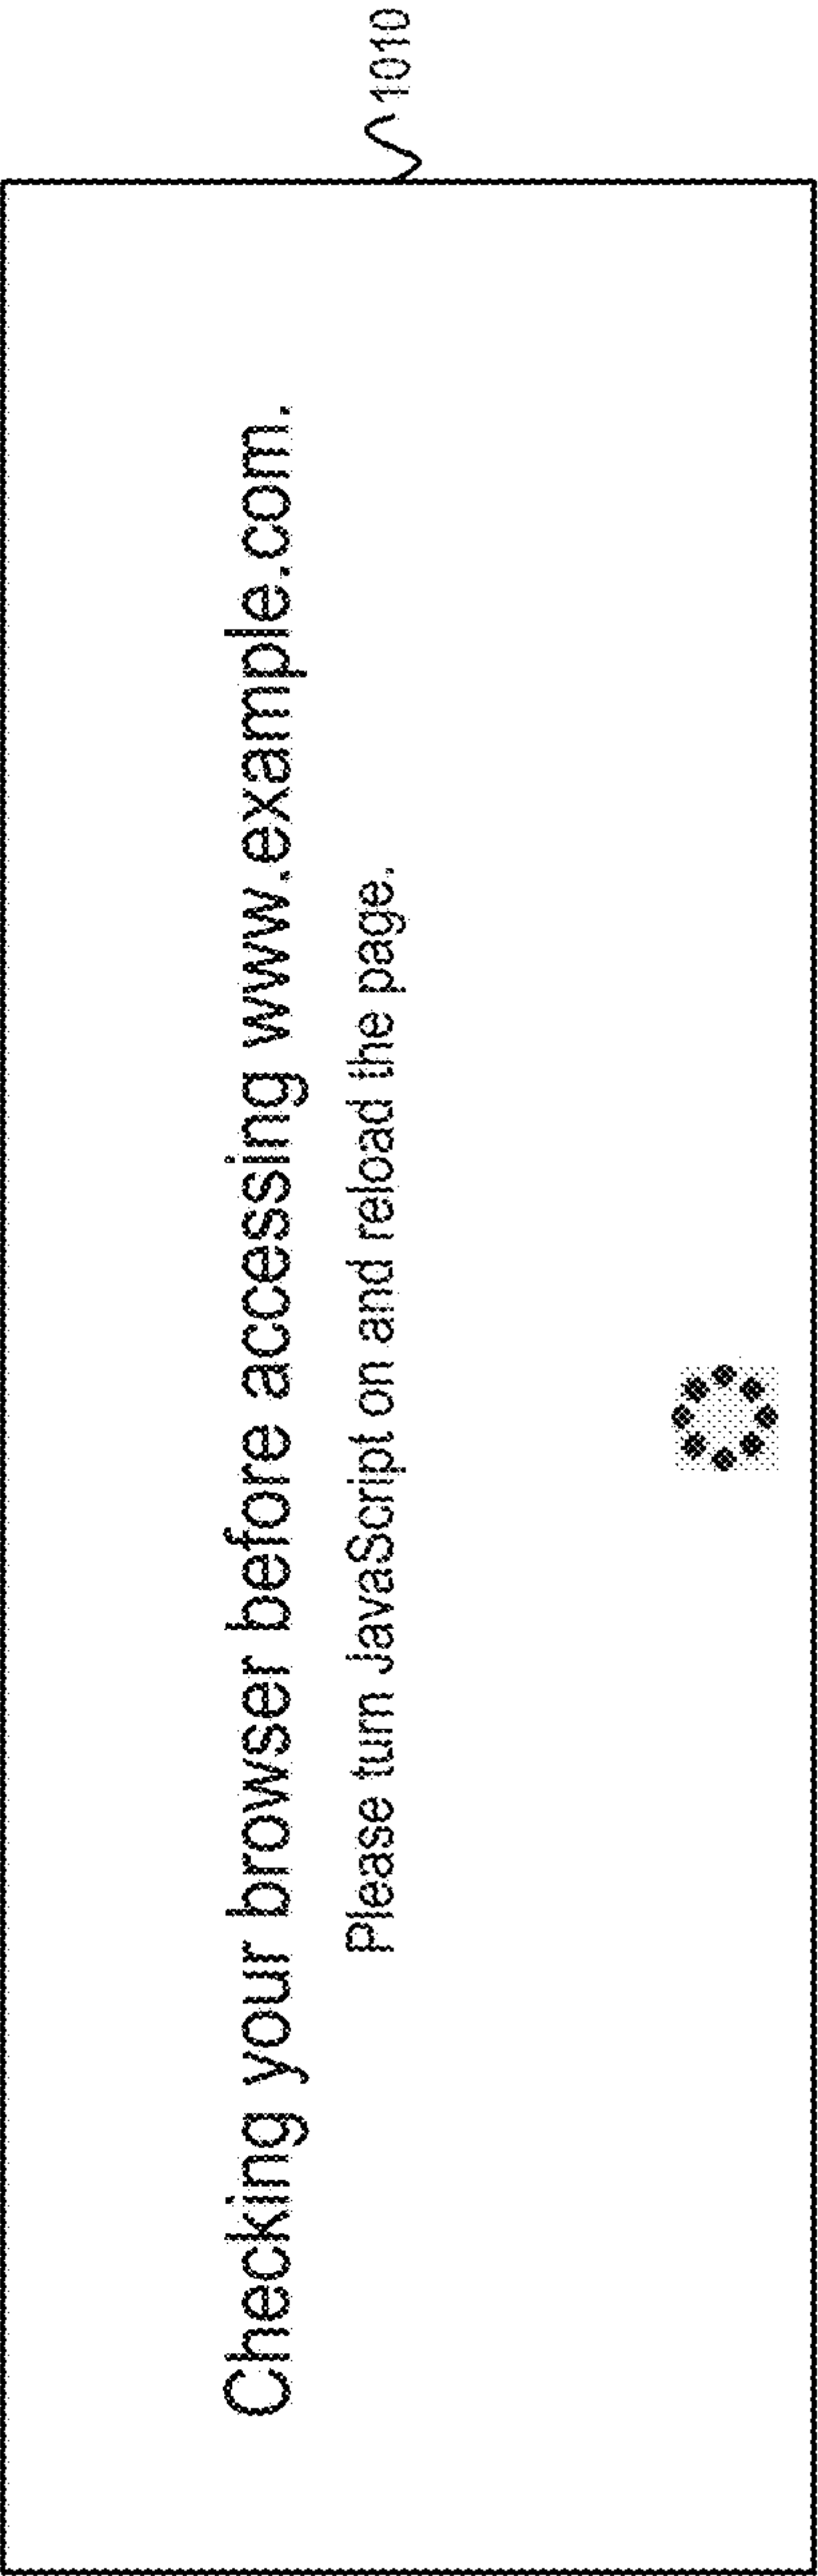 Checking your browser before accessing www.example.com.
Please turn JavaScript on and reload the page.
1010